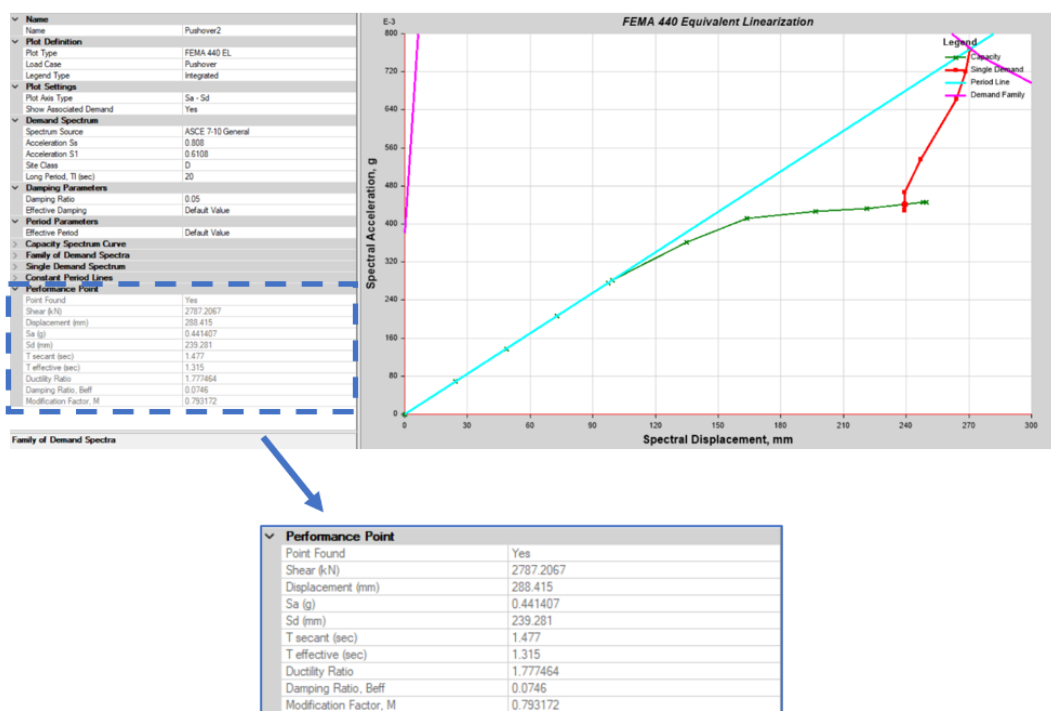 Name
Name Pushover2
Plot Definition
Plot Type FEMA 440 EL
Load Case Pushover
Legend Type Integrated
Plot Settings
Plot Axis Type Sa - Sd
Show Associated Demand Yes
Demand Spectrum
Spectrum Source ASCE 7-10 General
Acceleration Ss 0.808
Acceleration S1 0.6108
Site Class D
Long Period, Tl (sec) 20
Damping Parameters
Damping Ratio 0.05
Effective Damping Default Value
Period Parameters
Effective Period Default Value
Capacity Spectrum Curve
Family of Demand Spectra
Single Demand Spectrum
Constant Period Lines
Performance Point
Point Found Yes
Shear (kN) 2787.2067
Displacement (mm) 288.415
Sa (g) 0.441407
Sd (mm) 239.281
T secant (sec) 1.477
T effective (sec) 1.315
Ductility Ratio 1.777464
Damping Ratio, Beff 0.0746
Modification Factor, M 0.793172
Family of Demand Spectra
FEMA 440 Equivalent Linearization
E-3
800
720
640
560
480
400
320
240
160
80
0
Spectral Acceleration, g
Legend
Capacity
Single Demand
Period Line
Demand Family
0 30 60 90 120 150 180 210 240 270 300
Spectral Displacement, mm
Performance Point
Point Found Yes
Shear (kN) 2787.2067
Displacement (mm) 288.415
Sa (g) 0.441407
Sd (mm) 239.281
T secant (sec) 1.477
T effective (sec) 1.315
Ductility Ratio 1.777464
Damping Ratio, Beff 0.0746
Modification Factor, M 0.793172